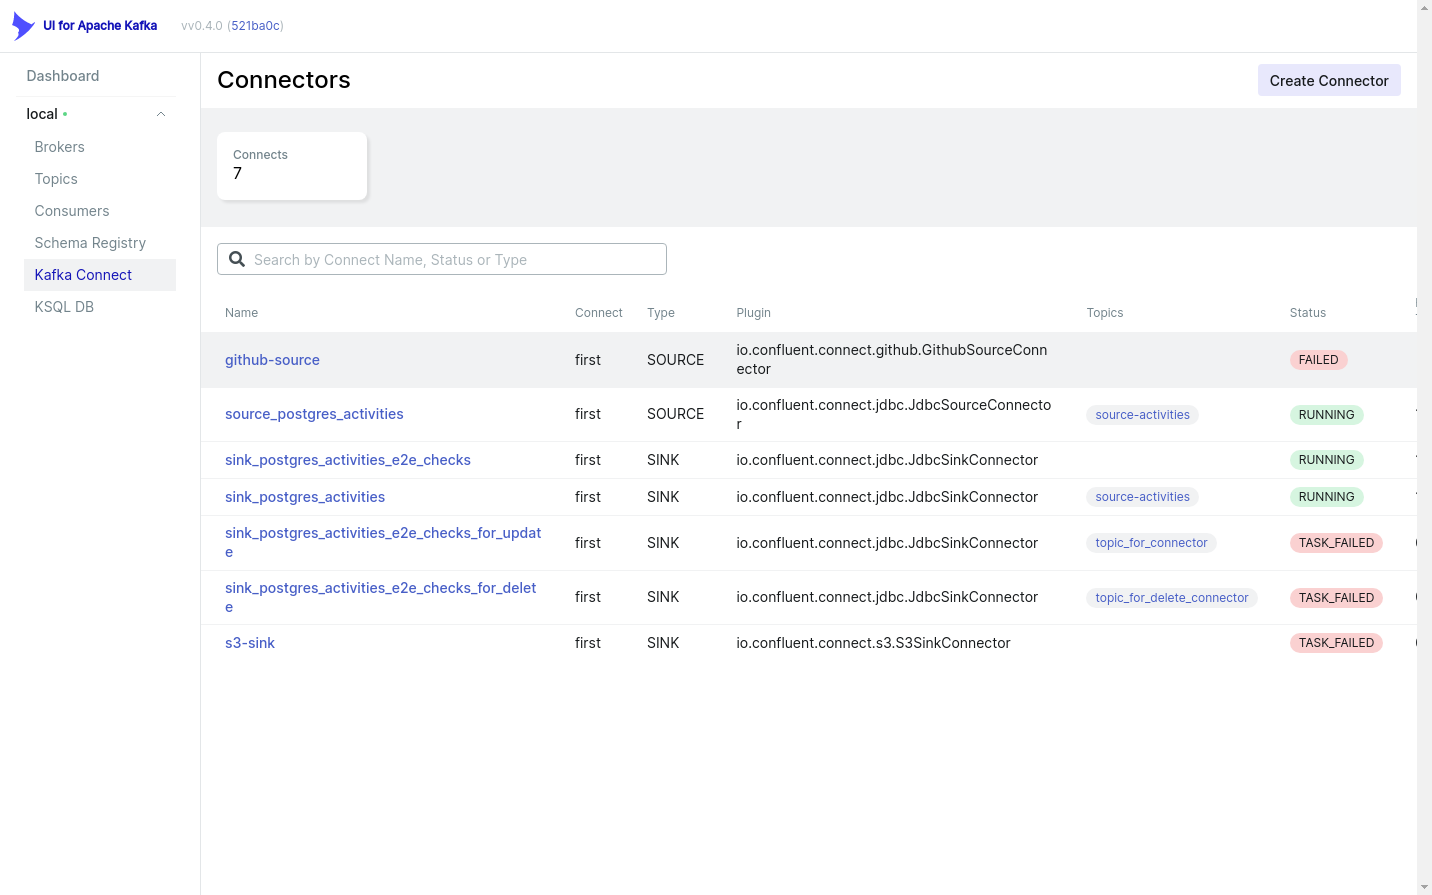 UI for Apache Kafka vv0.4.0 (521ba0c)
Dashboard
local
Brokers
Topics
Consumers
Schema Registry
Kafka Connect
KSQL DB
Connectors
Create Connector
Connects
7
Search by Connect Name, Status or Type
Name Connect Type Plugin Topics Status
github-source first SOURCE io.confluent.connect.github.GithubSourceConn
ector FAILED
source_postgres_activities first SOURCE io.confluent.connect.jdbc.JdbcSourceConnecto
r source-activities RUNNING
sink_postgres_activities_e2e_checks first SINK io.confluent.connect.jdbc.JdbcSinkConnector RUNNING
sink_postgres_activities first SINK io.confluent.connect.jdbc.JdbcSinkConnector source-activities RUNNING
sink_postgres_activities_e2e_checks_for_updat
e first SINK io.confluent.connect.jdbc.JdbcSinkConnector topic_for_connector TASK_FAILED
sink_postgres_activities_e2e_checks_for_delet
e first SINK io.confluent.connect.jdbc.JdbcSinkConnector topic_for_delete_connector TASK_FAILED
s3-sink first SINK io.confluent.connect.s3.S3SinkConnector TASK_FAILED